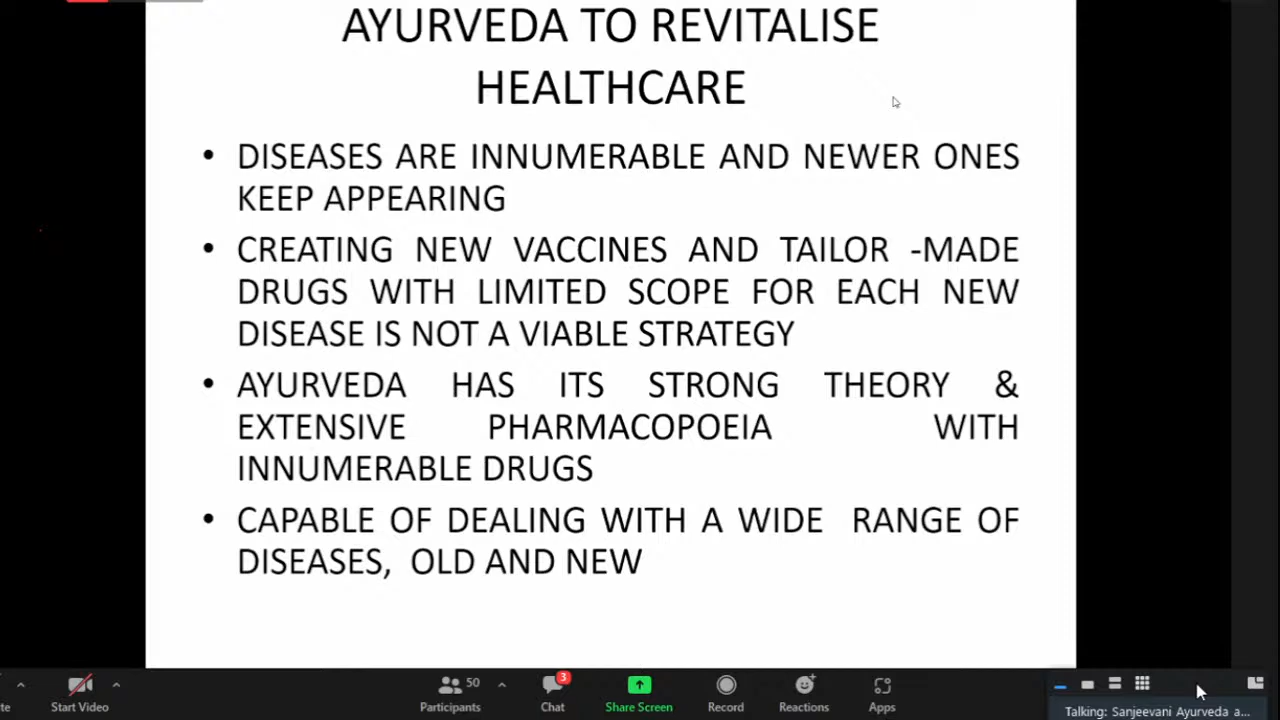 AYURVEDA TO REVITALISE
HEALTHCARE
• DISEASES ARE INNUMERABLE AND NEWER ONES
KEEP APPEARING
• CREATING NEW VACCINES AND TAILOR -MADE
DRUGS WITH LIMITED SCOPE FOR EACH NEW
DISEASE IS NOT A VIABLE STRATEGY
• AYURVEDA HAS ITS STRONG THEORY &
EXTENSIVE PHARMACOPOEIA WITH
INNUMERABLE DRUGS
• CAPABLE OF DEALING WITH A WIDE RANGE OF
DISEASES, OLD AND NEW
50
3
te
Start Video
Participants
Chat
Share Screen
Record
Reactions
Apps
Talking: Sanjeevani Ayurveda a...